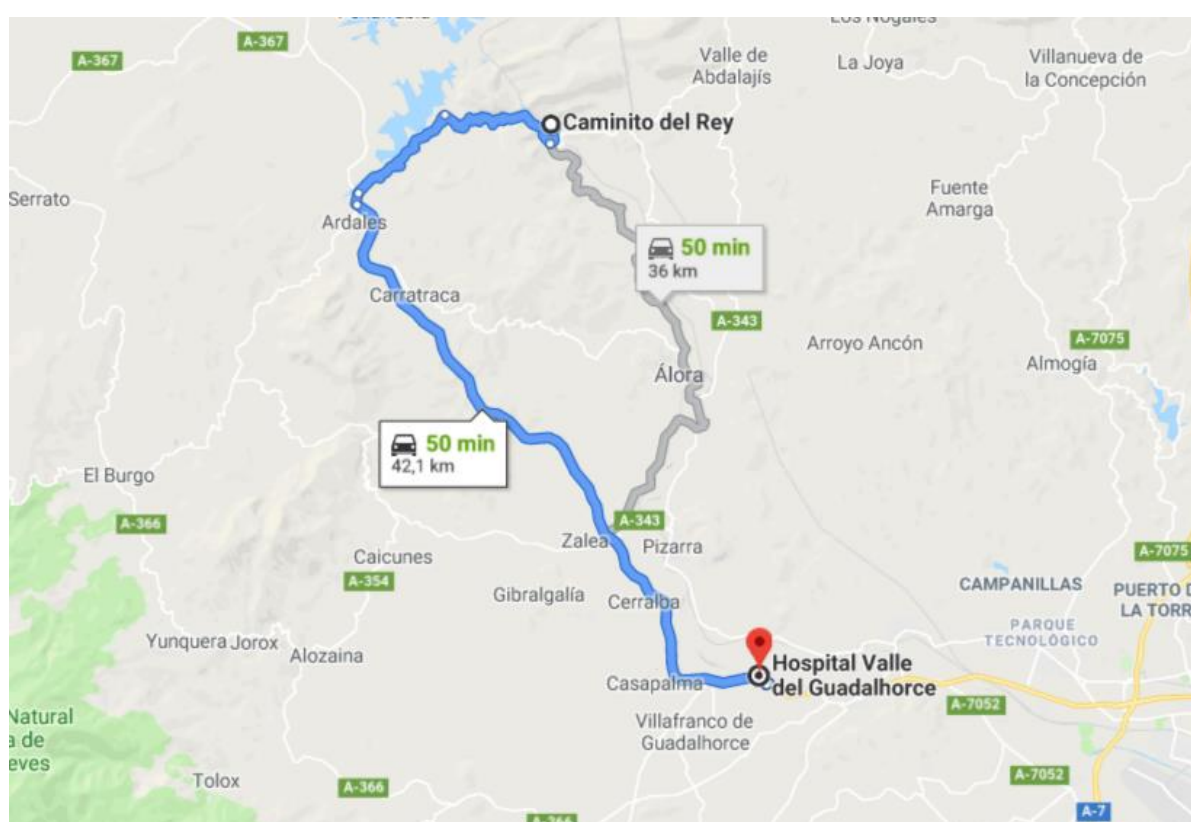 Los Nogales
A-367
A-367
Valle de
Abdalajís
La Joya
Villanueva de
la Concepción
Caminito del Rey
Serrato
Ardales
Fuente
Amarga
50 min
36 km
Carratraca
A-343
Arroyo Ancón
A-7075
Almogía
Álora
50 min
42,1 km
El Burgo
A-366
Zalea
A-343
Pizarra
Caicunes
A-354
A-7075
Gibralgalía
Cerralba
CAMPANILLAS
PUERTO D
LA TORR
PARQUE
TECNOLÓGICO
Yunquera
Jorox
Alozaina
Hospital Valle
del Guadalhorce
Casapalma
A-7052
Villafranco de
Guadalhorce
Natural
a de
eves
Tolox
A-366
A-7052
A-7
A-366